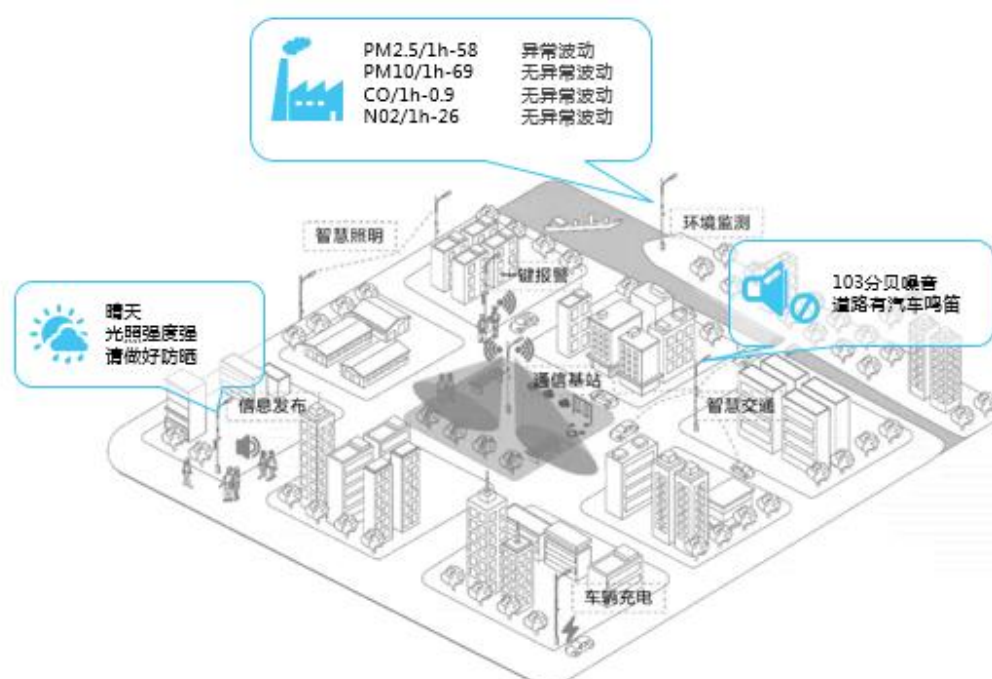 PM2.5/1h-58 异常波动
PM10/1h-69 无异常波动
CO/1h-0.9 无异常波动
N02/1h-26 无异常波动
环境监测
智慧照明
一键报警
103分贝噪音
道路有汽车鸣笛
晴天
光照强度强
请做好防晒
通信基站
信息发布
智慧交通
车辆充电